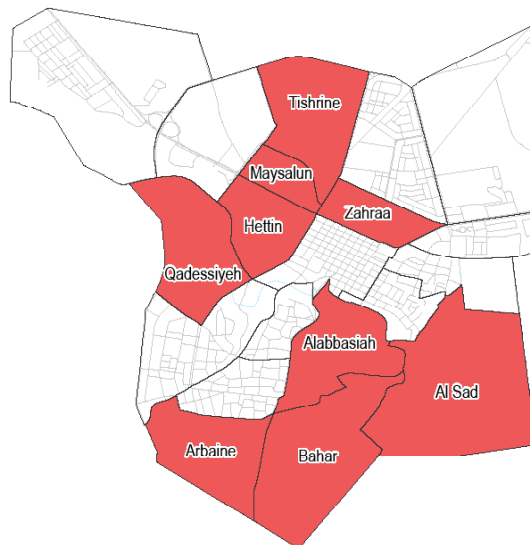 Tishrine
Maysalun
Zahraa
Hettin
Qadessiyeh
Alabbasiah
Al Sad
Arbaine
Bahar